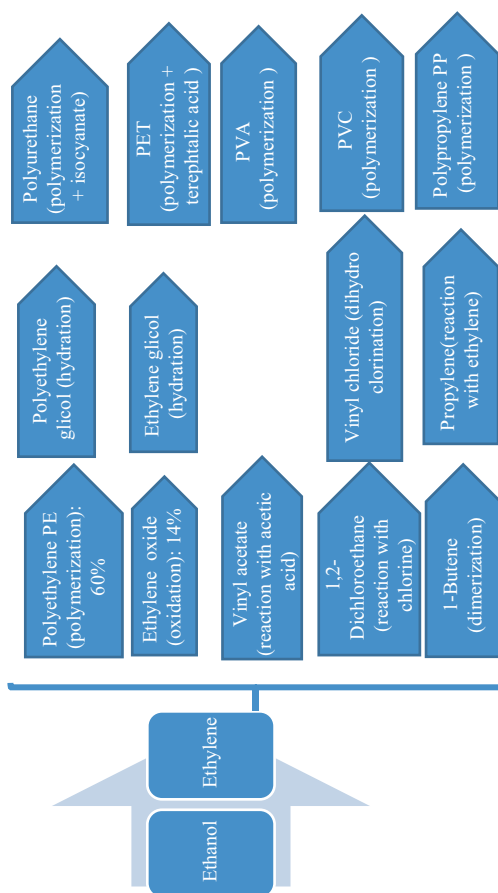 Ethanol
Ethylene
Polyethylene PE
(polymerization):
60%
Polyethylene
glicol (hydration)
Polyurethane
(polymerization
+ isocyanate)
Ethylene oxide
(oxidation): 14%
Ethylene glicol
(hydration)
PET
(polymerization +
terephtalic acid )
Vinyl acetate
(reaction with acetic
acid)
PVA
(polymerization )
1,2-
Dichloroethane
(reaction with
chlorine)
Vinyl chloride (dihydro
clorination)
PVC
(polymerization )
1-Butene
(dimerization)
Propylene(reaction
with ethylene)
Polypropylene PP
(polymerization )